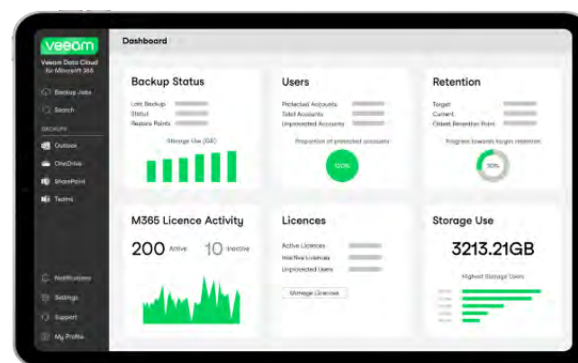 veeam
Veeam Data Cloud
for Microsoft 365
Backup Jobs
Search
BACKUPS
Outlook
OneDrive
SharePoint
Teams
Notifications
Settings
Support
My Profile
Dashboard
Backup Status
Last Backup
Status
Restore Points
Storage Use (GB)
Users
Protected Accounts
Total Accounts
Unprotected Accounts
Proportion of protected accounts
100%
Retention
Target
Current
Oldest Retention Point
Progress towards target retention
30%
M365 Licence Activity
200 Active 10 Inactive
Licences
Active Licences
Inactive Licences
Unprotected Users
Manage Licences
Storage Use
3213.21GB
Highest Storage Users